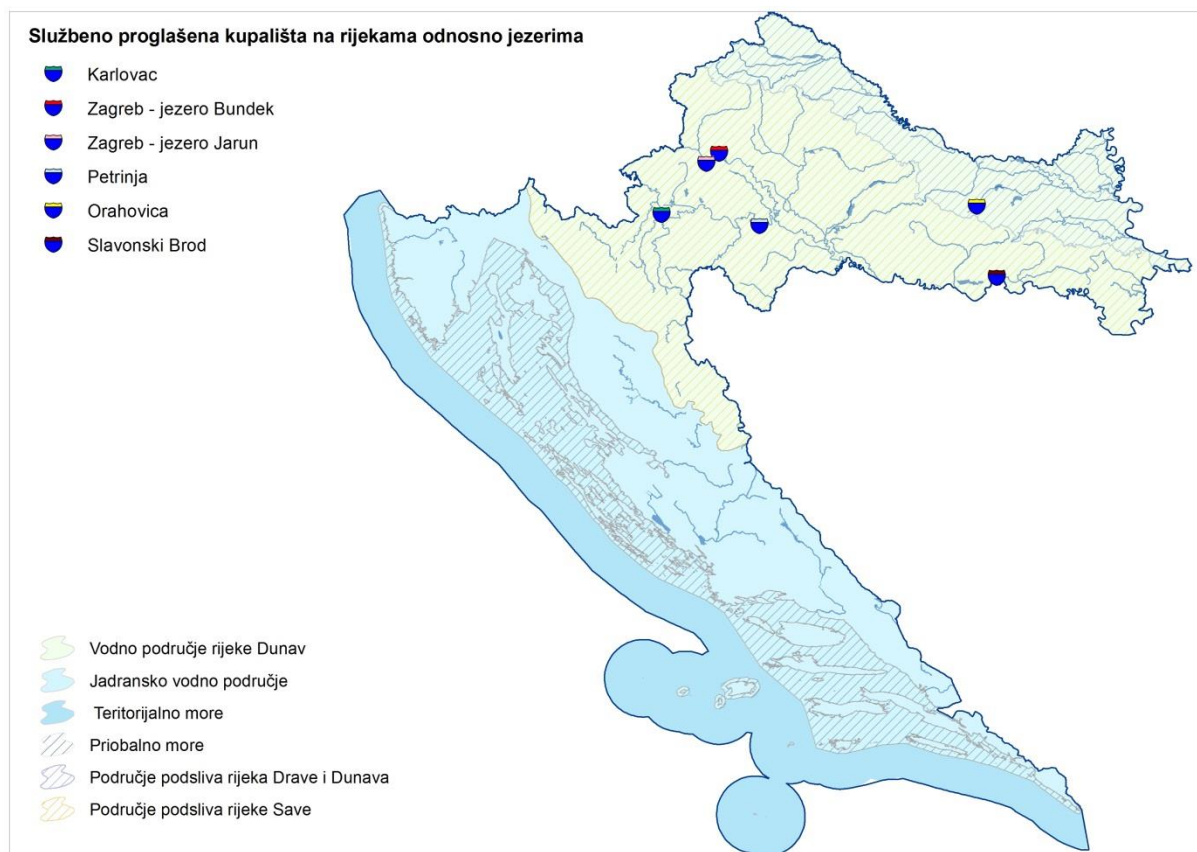 Službeno proglašena kupališta na rijekama odnosno jezerima
Karlovac
Zagreb - jezero Bundek
Zagreb - jezero Jarun
Petrinja
Orahovica
Slavonski Brod
Vodno područje rijeke Dunav
Jadransko vodno područje
Teritorijalno more
Priobalno more
Područje podsliva rijeka Drave i Dunava
Područje podsliva rijeke Save